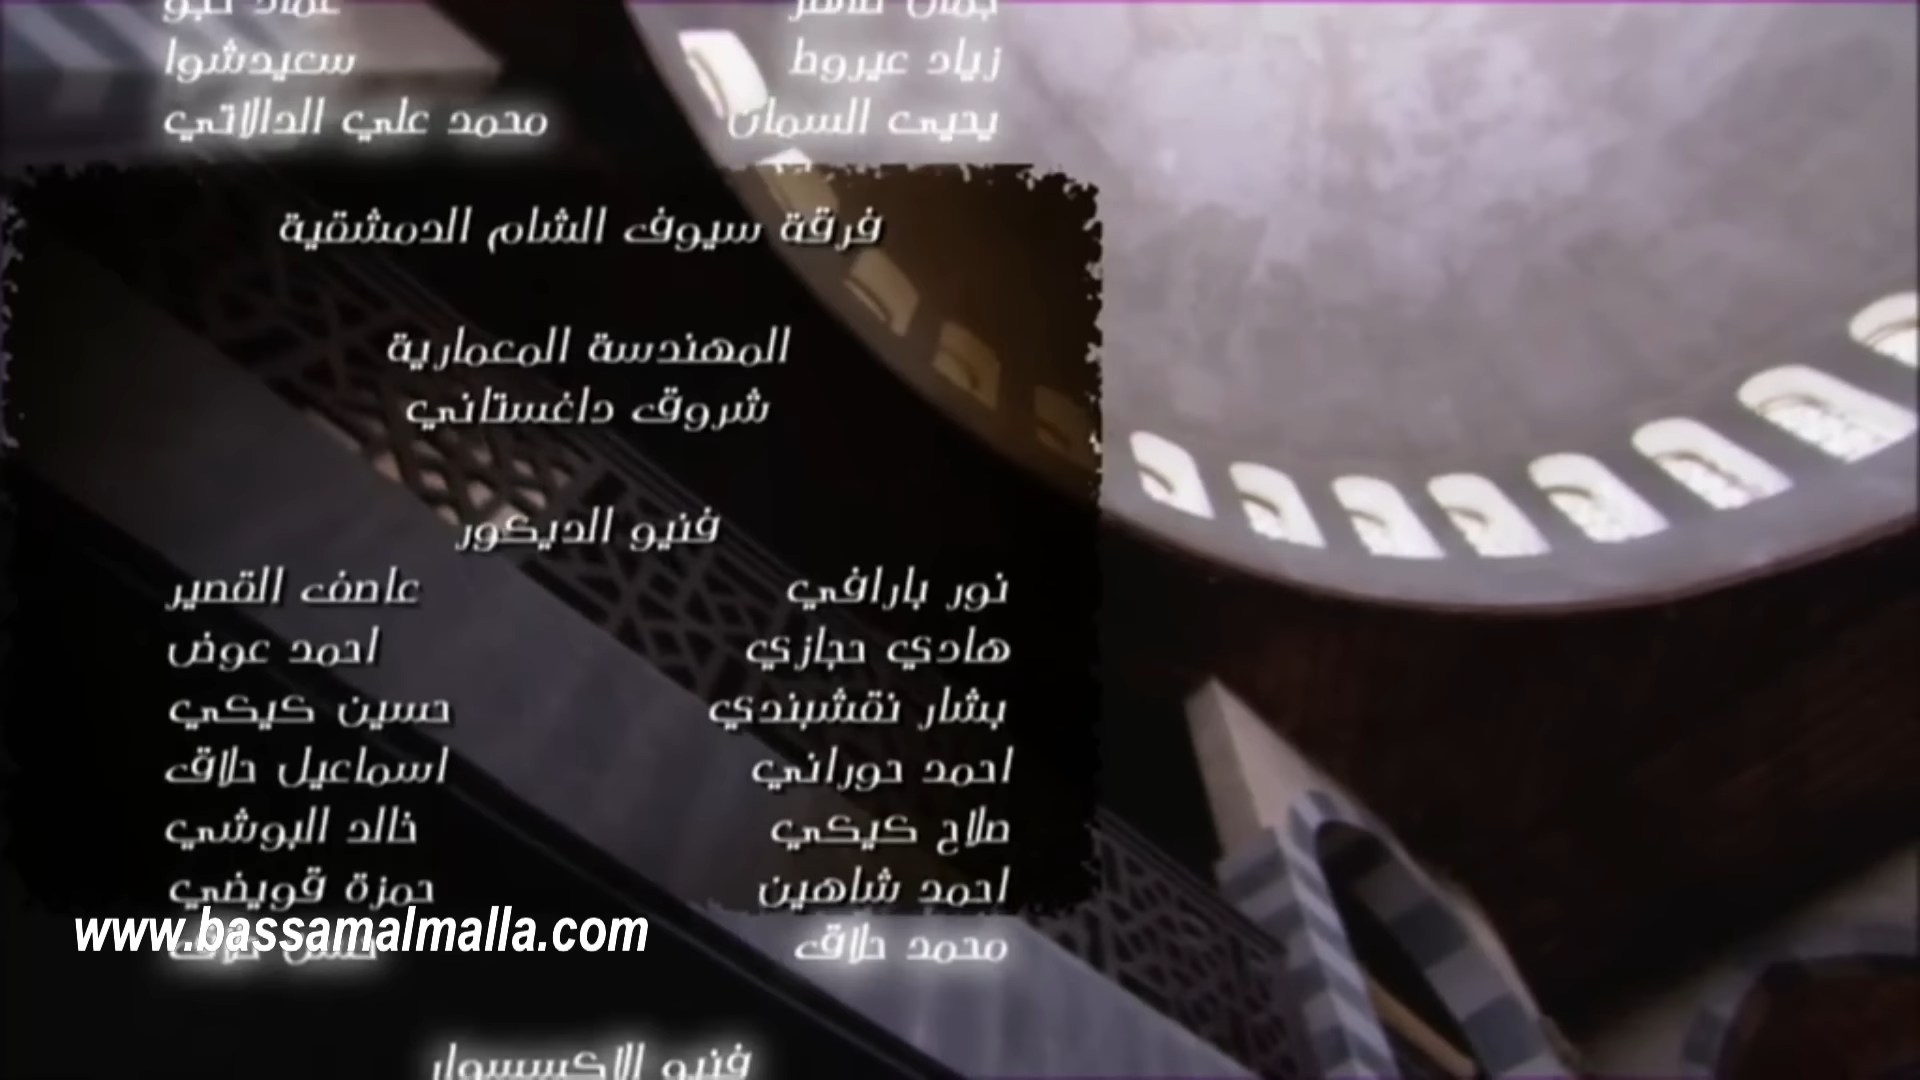 زياد عيروط سعيدشوا
يحيى السمان محمد علي الدالاتي
فرقة سيوف الشام الدمشقية
المهندسة المعمارية
شروق داغستاني
فنيو الديكور
نور بارافي عاصف القصير
هادي حجازي احمد عوض
بشار نقشبندي حسين كيكي
احمد حوراني اسماعيل حلاق
صلاح كيكي خالد البوشي
احمد شاهين حمزة قويضي
محمد حلاق
www.bassamalmalla.com
فنيو الاكسسوار